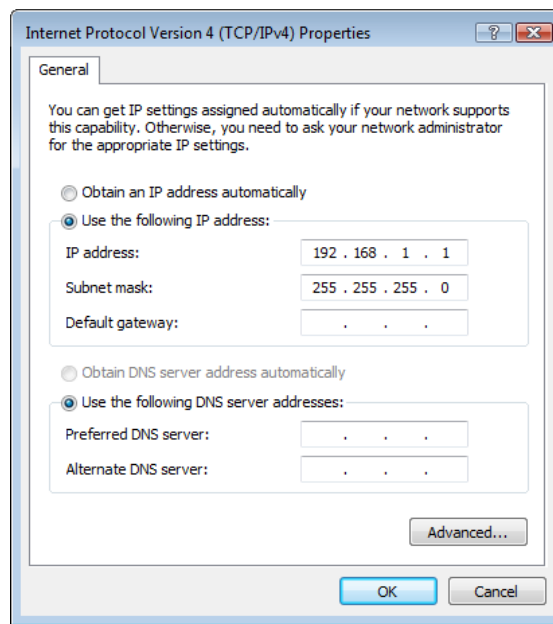 Internet Protocol Version 4 (TCP/IPv4) Properties
General
You can get IP settings assigned automatically if your network supports
this capability. Otherwise, you need to ask your network administrator
for the appropriate IP settings.
Obtain an IP address automatically
Use the following IP address:
IP address: 192 . 168 . 1 . 1
Subnet mask: 255 . 255 . 255 . 0
Default gateway: . . .
Obtain DNS server address automatically
Use the following DNS server addresses:
Preferred DNS server: . . .
Alternate DNS server: . . .
Advanced...
OK Cancel